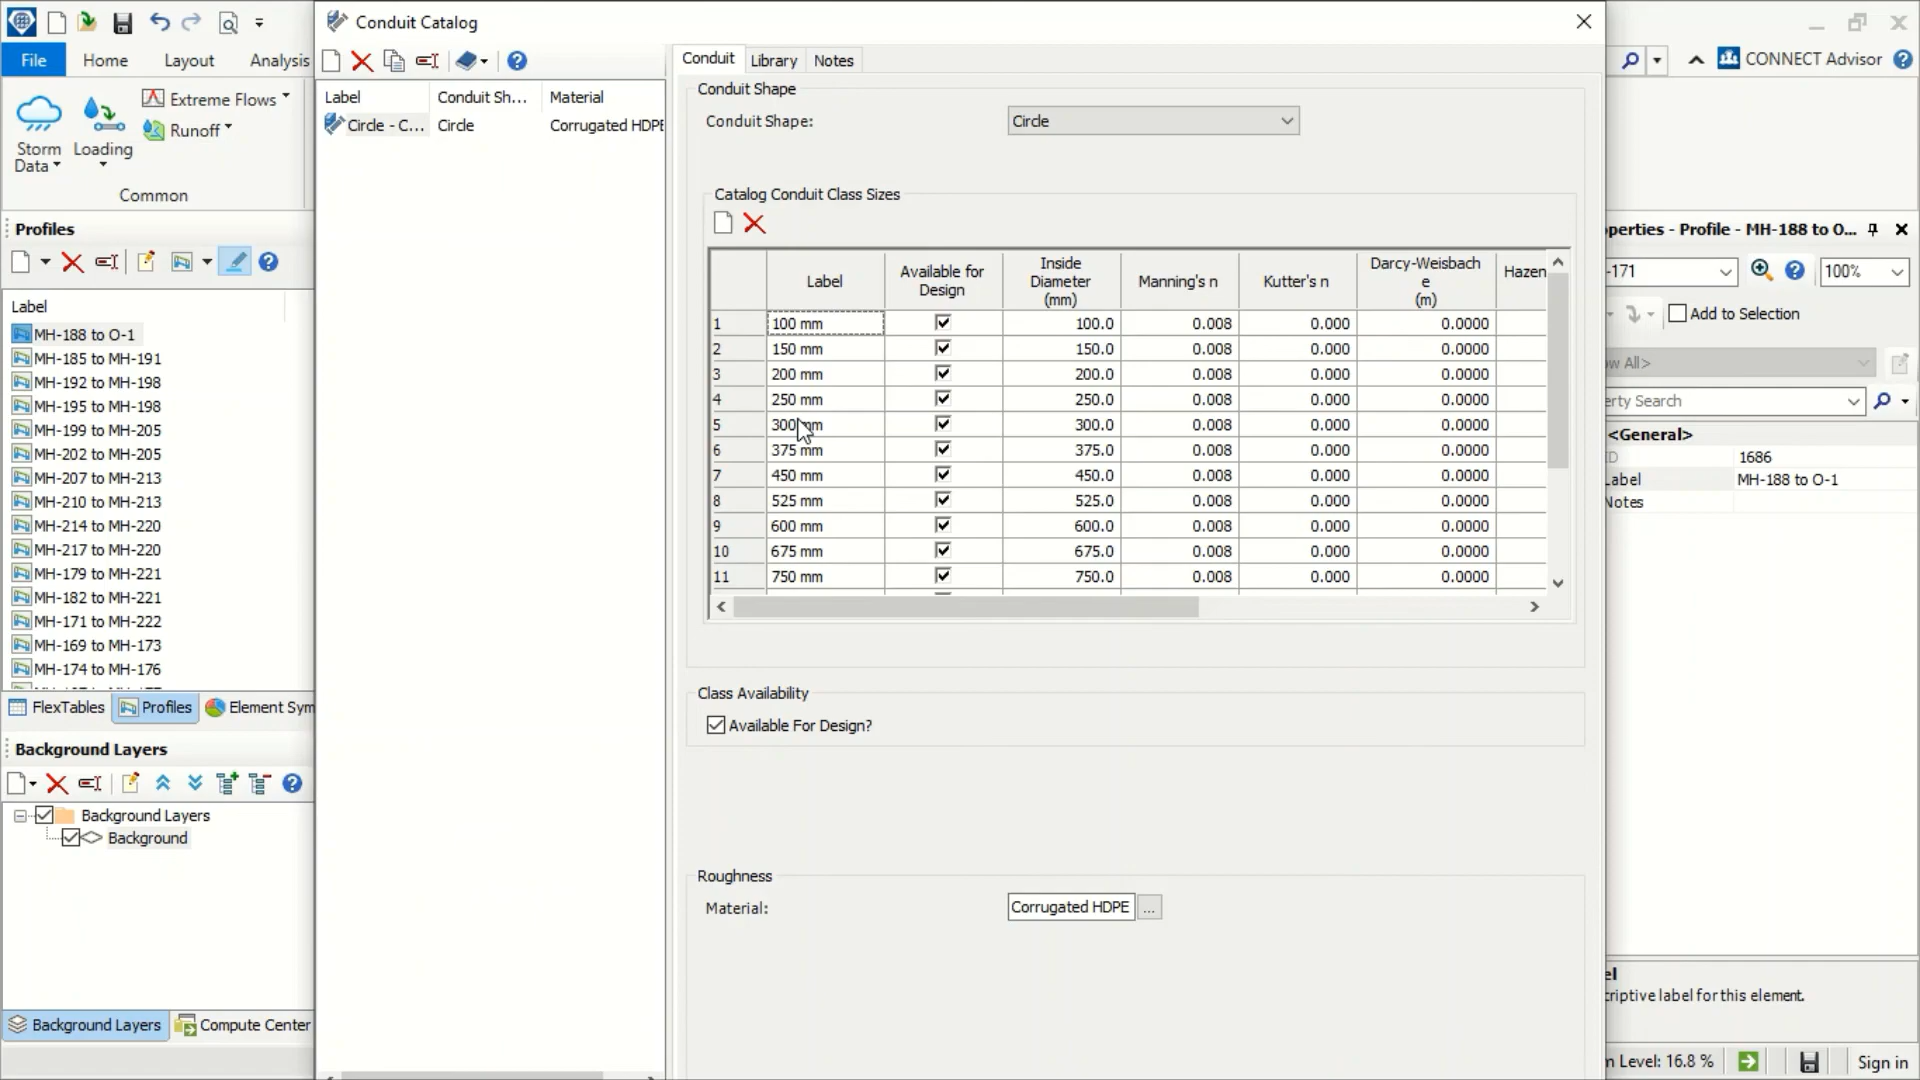 Conduit Catalog
File
Home
Layout
Analysis
CONNECT Advisor
Extreme Flows
Runoff
Storm
Data
Loading
Common
Profiles
Label
MH-188 to O-1
MH-185 to MH-191
MH-192 to MH-198
MH-195 to MH-198
MH-199 to MH-205
MH-202 to MH-205
MH-207 to MH-213
MH-210 to MH-213
MH-214 to MH-220
MH-217 to MH-220
MH-179 to MH-221
MH-182 to MH-221
MH-171 to MH-222
MH-169 to MH-173
MH-174 to MH-176
FlexTables
Profiles
Element Sym
Background Layers
Background Layers
Background
Background Layers
Compute Center
Label Conduit Sh... Material
Circle - C... Circle Corrugated HDPE
Conduit
Library
Notes
Conduit Shape
Conduit Shape:
Circle
Catalog Conduit Class Sizes
Label Available for Design Inside Diameter (mm) Manning's n Kutter's n Darcy-Weisbach e (m) Hazen
1 100 mm 100.0 0.008 0.000 0.0000
2 150 mm 150.0 0.008 0.000 0.0000
3 200 mm 200.0 0.008 0.000 0.0000
4 250 mm 250.0 0.008 0.000 0.0000
5 300 mm 300.0 0.008 0.000 0.0000
6 375 mm 375.0 0.008 0.000 0.0000
7 450 mm 450.0 0.008 0.000 0.0000
8 525 mm 525.0 0.008 0.000 0.0000
9 600 mm 600.0 0.008 0.000 0.0000
10 675 mm 675.0 0.008 0.000 0.0000
11 750 mm 750.0 0.008 0.000 0.0000
Class Availability
Available For Design?
Roughness
Material:
Corrugated HDPE
...
perties - Profile - MH-188 to O...
-171
100%
Add to Selection
ow All>
erty Search
<General>
ID 1686
Label MH-188 to O-1
Notes
el
criptive label for this element.
m Level: 16.8 %
Sign in